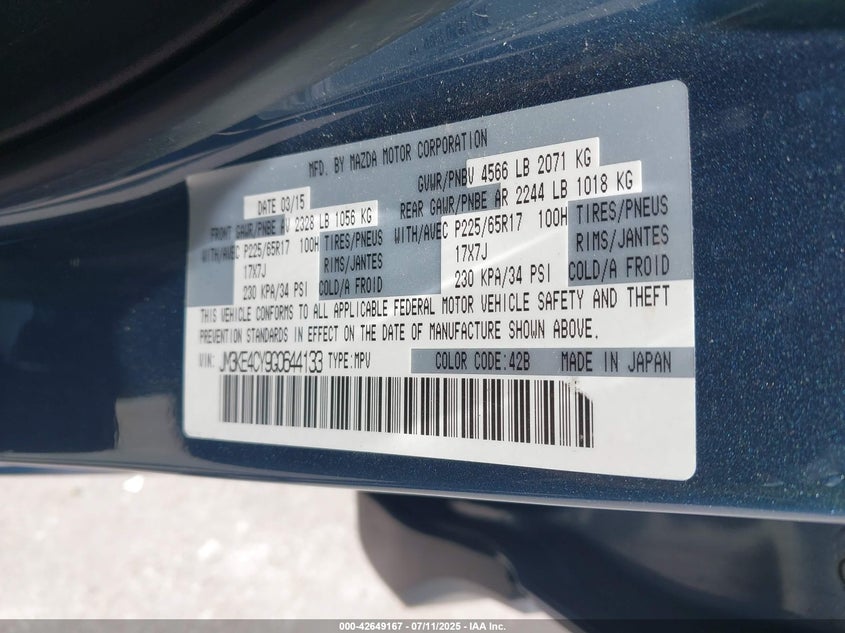 MFD. BY MAZDA MOTOR CORPORATION
DATE 03/15 GVWR/PNBV 4566 LB 2071 KG
FRONT GAWR/PNBE AV 2328 LB 1056 KG REAR GAWR/PNBE AR 2244 LB 1018 KG
WITH/AVEC P225/65R17 100H TIRES/PNEUS WITH/AVEC P225/65R17 100H TIRES/PNEUS
17X7J RIMS/JANTES 17X7J RIMS/JANTES
230 KPA/34 PSI COLD/A FROID 230 KPA/34 PSI COLD/A FROID
THIS VEHICLE CONFORMS TO ALL APPLICABLE FEDERAL MOTOR VEHICLE SAFETY AND THEFT
PREVENTION STANDARDS IN EFFECT ON THE DATE OF MANUFACTURE SHOWN ABOVE.
VIN: JM3KE4CY9G0644133 TYPE:MPV COLOR CODE:42B MADE IN JAPAN
000-42649167 - 07/11/2025 - IAA Inc.